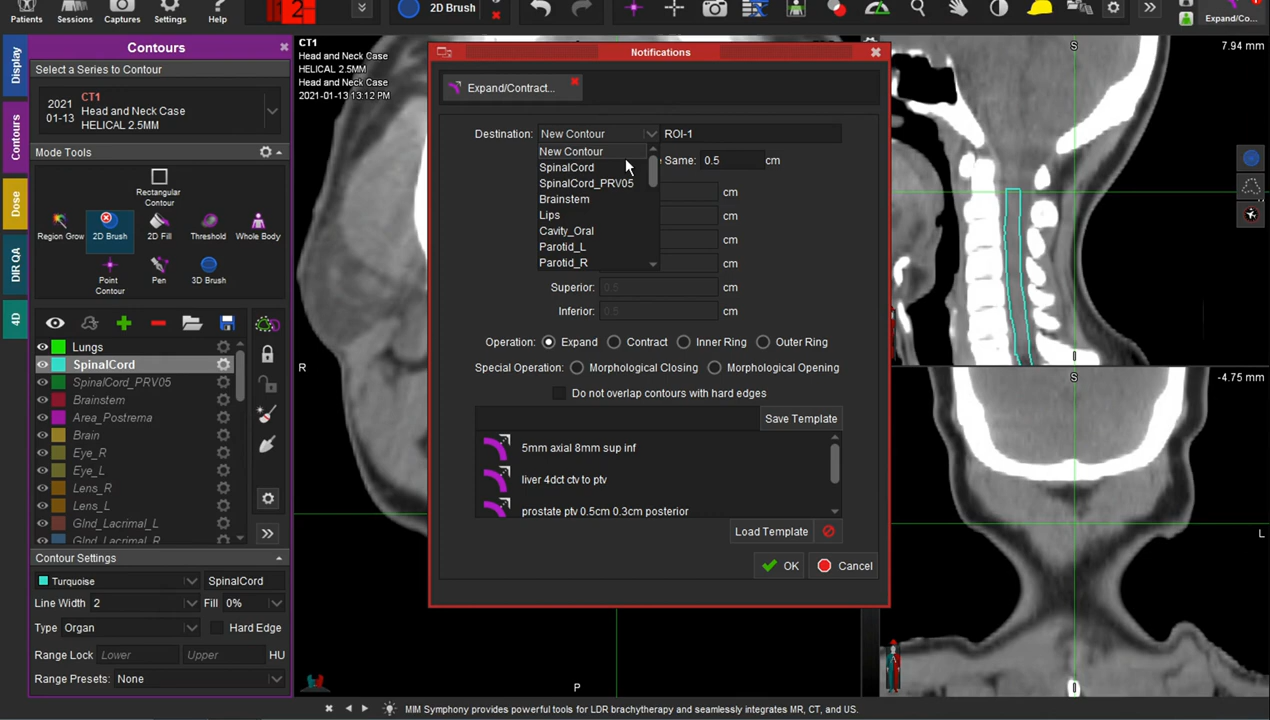 Patients
Sessions
Captures
Settings
Help
2
2D Brush
Expand/Co...
Display
Contours
Dose
DIR QA
4D
Contours
Select a Series to Contour
2021
01-13
CT1
Head and Neck Case
HELICAL 2.5MM
Mode Tools
Rectangular
Contour
Region Grow
2D Brush
2D Fill
Threshold
Whole Body
Point
Contour
Pen
3D Brush
Lungs
SpinalCord
SpinalCord_PRV05
Brainstem
Area_Postrema
Brain
Eye_R
Eye_L
Lens_R
Lens_L
Glnd_Lacrimal_L
Glnd_Lacrimal_R
Contour Settings
Turquoise
SpinalCord
Line Width 2
Fill 0%
Type Organ
Hard Edge
Range Lock Lower Upper HU
Range Presets: None
CT1
Head and Neck Case
HELICAL 2.5MM
Head and Neck Case
2021-01-13 13:12 PM
R
P
Notifications
Expand/Contract...
Destination: New Contour ROI-1
New Contour
SpinalCord
SpinalCord_PRV05
Brainstem
Lips
Cavity_Oral
Parotid_L
Parotid_R
e Same: 0.5 cm
cm
cm
cm
cm
Superior: 0.5 cm
Inferior: 0.5 cm
Operation: Expand Contract Inner Ring Outer Ring
Special Operation: Morphological Closing Morphological Opening
Do not overlap contours with hard edges
Save Template
5mm axial 8mm sup inf
liver 4dct ctv to ptv
prostate ptv 0.5cm 0.3cm posterior
Load Template
OK
Cancel
S
7.94 mm
I
S
-4.75 mm
L
I
MIM Symphony provides powerful tools for LDR brachytherapy and seamlessly integrates MR, CT, and US.